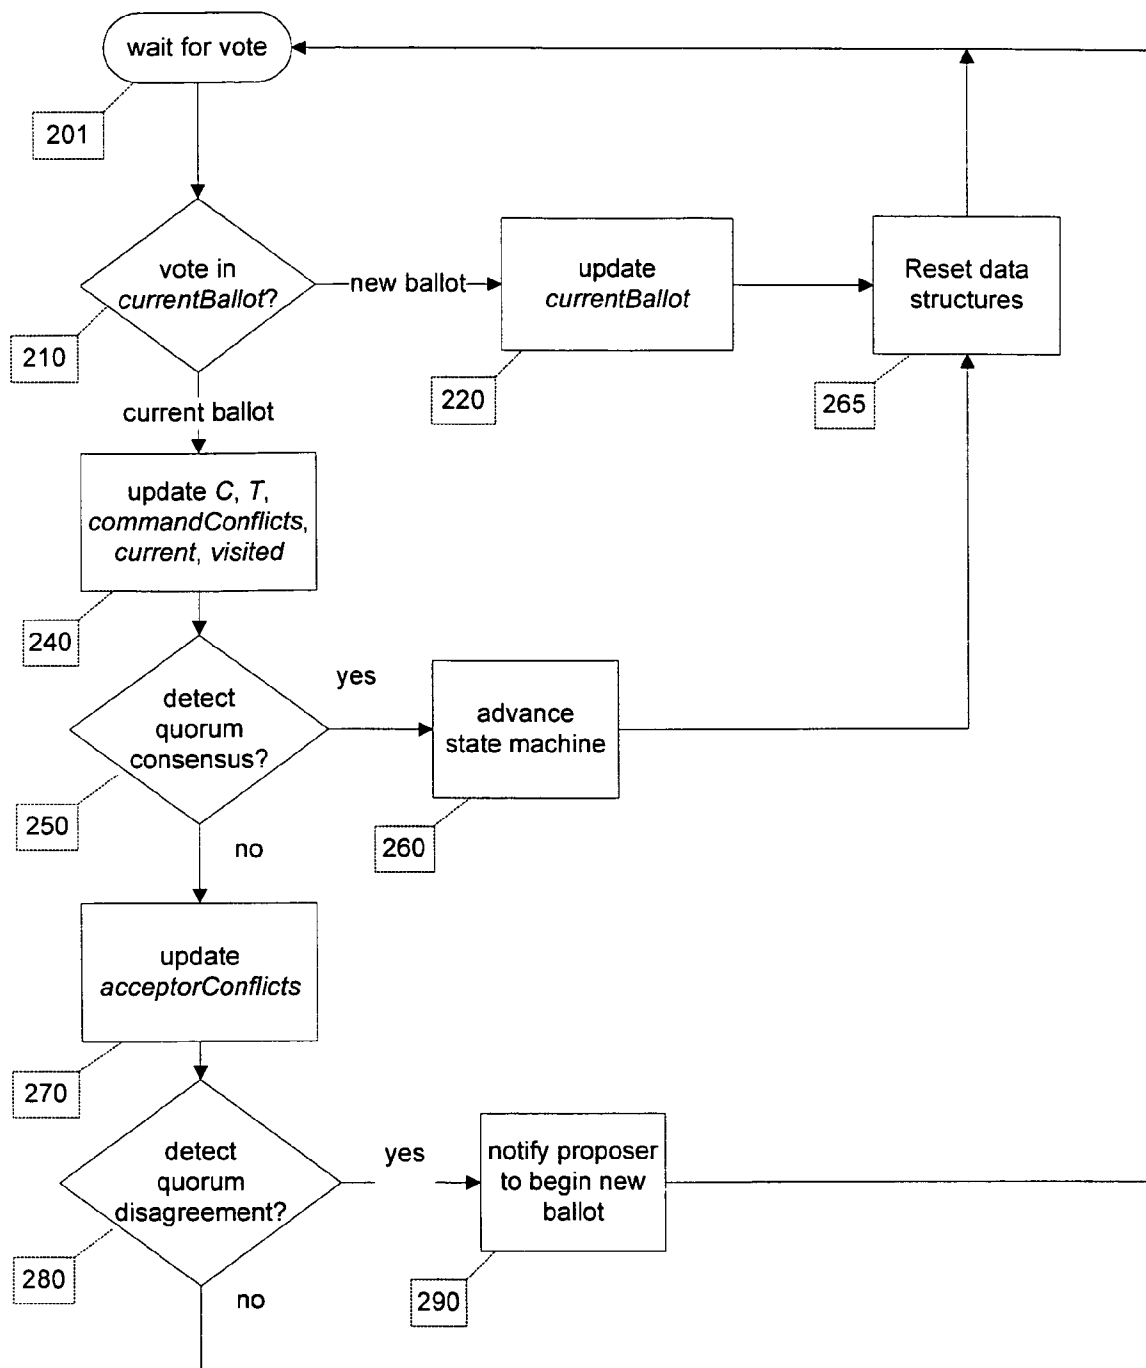 wait for vote
201
vote in
currentBallot?
new ballot
update
currentBallot
Reset data
structures
210
220
265
current ballot
update C, T,
commandConflicts,
current, visited
240
detect
quorum
consensus?
yes
advance
state machine
250
260
no
update
acceptorConflicts
270
detect
quorum
disagreement?
yes
notify proposer
to begin new
ballot
280
290
no